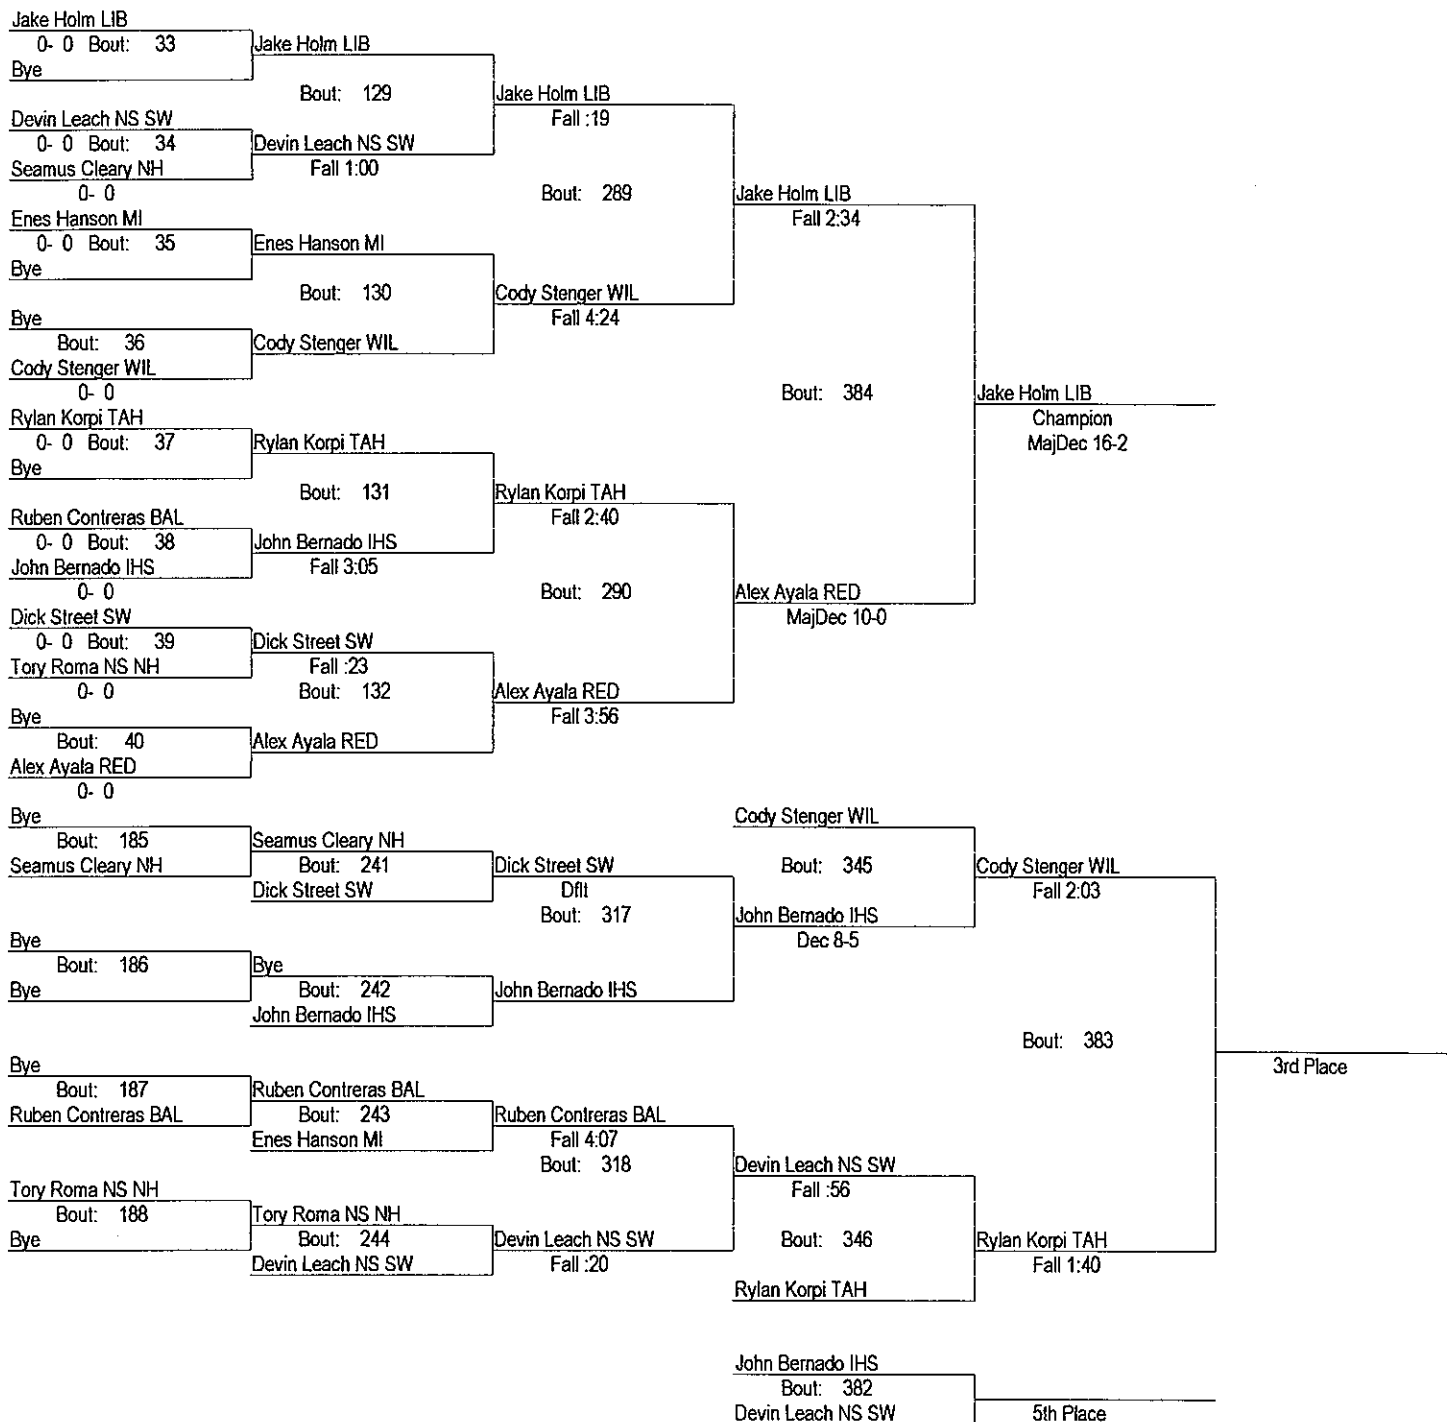 Jake Holm LIB
0- 0 Bout: 33
Bye
Jake Holm LIB
Bout: 129
Devin Leach NS SW
0- 0 Bout: 34
Seamus Cleary NH
0- 0
Devin Leach NS SW
Fall 1:00
Jake Holm LIB
Fall :19
Bout: 289
Enes Hanson MI
0- 0 Bout: 35
Bye
Enes Hanson MI
Bout: 130
Bye
Bout: 36
Cody Stenger WIL
0- 0
Cody Stenger WIL
Cody Stenger WIL
Fall 4:24
Jake Holm LIB
Fall 2:34
Bout: 384
Jake Holm LIB
Champion
MajDec 16-2
Rylan Korpi TAH
0- 0 Bout: 37
Bye
Rylan Korpi TAH
Bout: 131
Ruben Contreras BAL
0- 0 Bout: 38
John Bernado IHS
0- 0
John Bernado IHS
Fall 3:05
Rylan Korpi TAH
Fall 2:40
Bout: 290
Dick Street SW
0- 0 Bout: 39
Tory Roma NS NH
0- 0
Dick Street SW
Fall :23
Bout: 132
Bye
Bout: 40
Alex Ayala RED
0- 0
Alex Ayala RED
Alex Ayala RED
Fall 3:56
Alex Ayala RED
MajDec 10-0
Bye
Bout: 185
Seamus Cleary NH
Seamus Cleary NH
Bout: 241
Dick Street SW
Dick Street SW
Dflt
Bout: 317
Bye
Bout: 186
Bye
Bye
Bout: 242
John Bernado IHS
John Bernado IHS
Cody Stenger WIL
Bout: 345
John Bernado IHS
Dec 8-5
Cody Stenger WIL
Fall 2:03
Bout: 383
3rd Place
Bye
Bout: 187
Ruben Contreras BAL
Ruben Contreras BAL
Bout: 243
Enes Hanson MI
Ruben Contreras BAL
Fall 4:07
Bout: 318
Tory Roma NS NH
Bout: 188
Bye
Tory Roma NS NH
Bout: 244
Devin Leach NS SW
Devin Leach NS SW
Fall :20
Devin Leach NS SW
Fall :56
Bout: 346
Rylan Korpi TAH
Rylan Korpi TAH
Fall 1:40
John Bernado IHS
Bout: 382
Devin Leach NS SW
5th Place